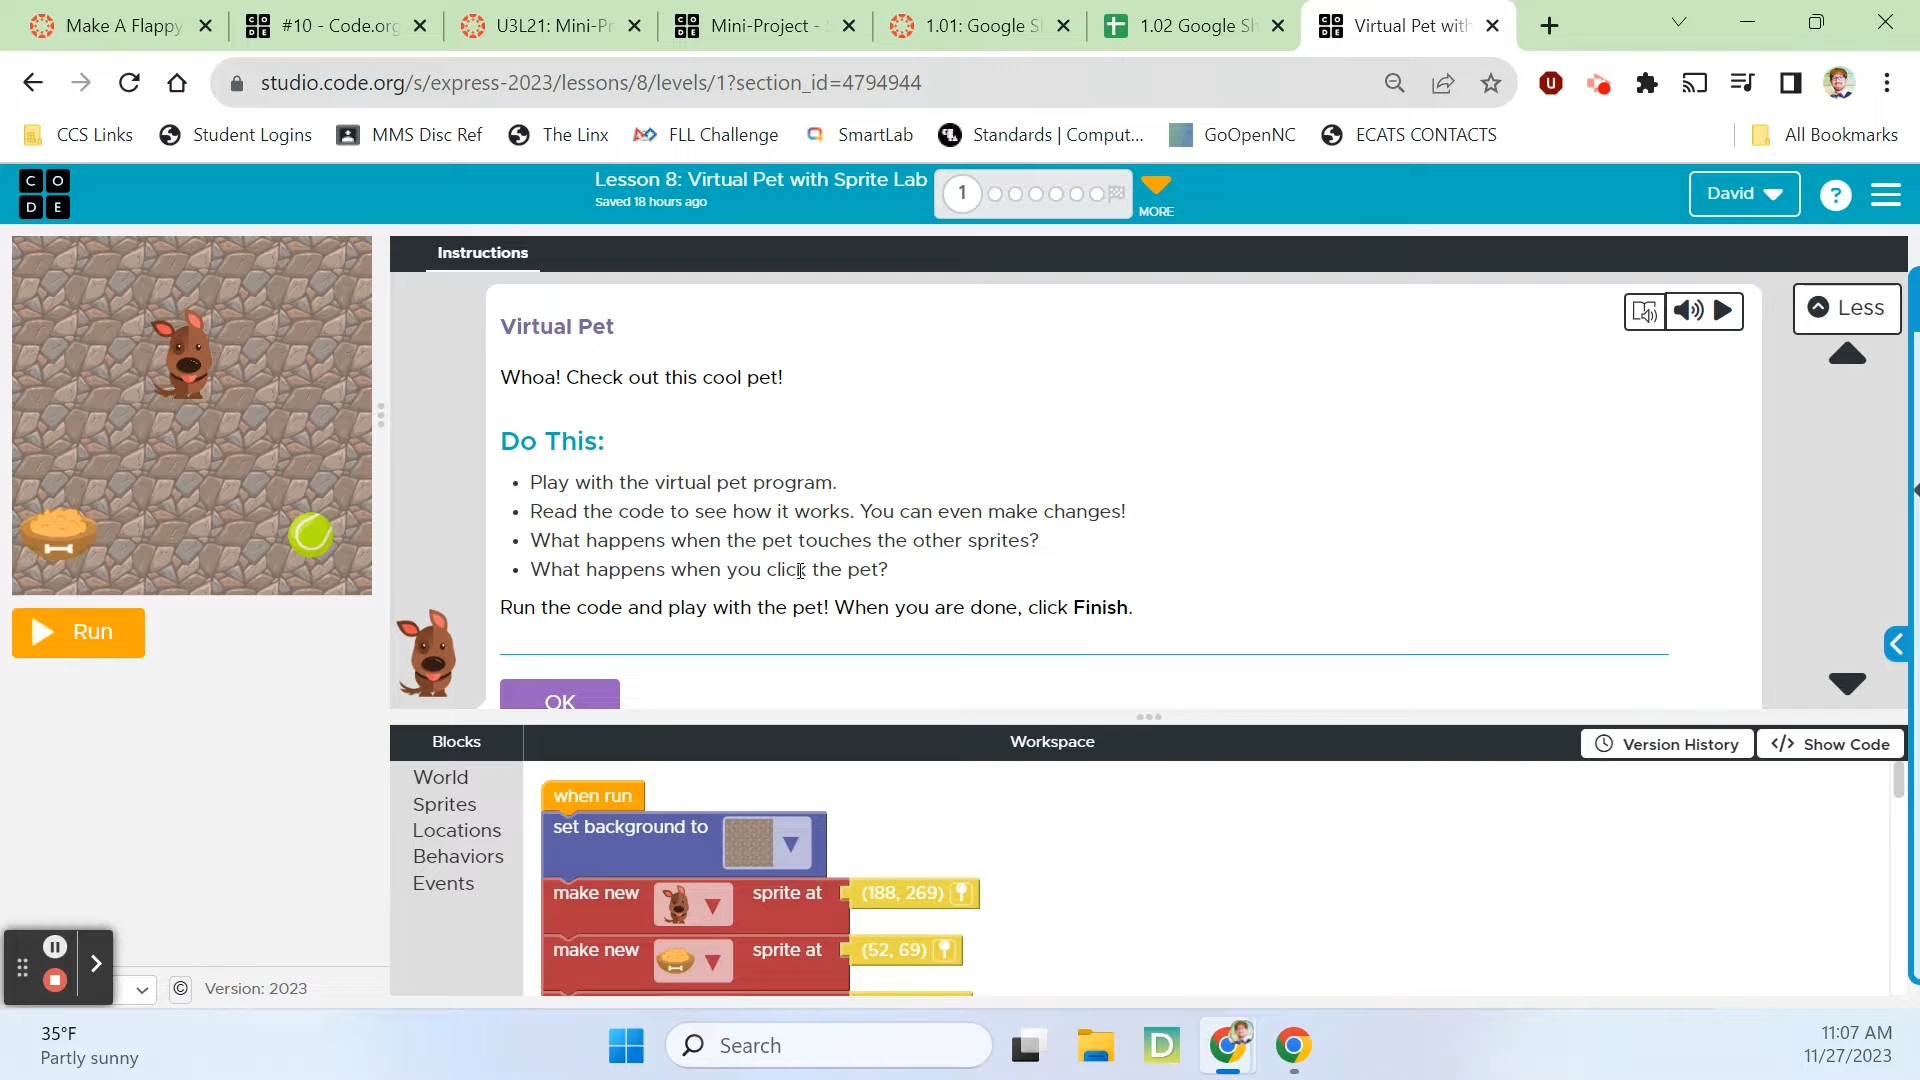 Make A Flappy
#10 - Code.org
U3L21: Mini-Pr
Mini-Project -
1.01: Google Sl
1.02 Google Sh
Virtual Pet with
studio.code.org/s/express-2023/lessons/8/levels/1?section_id=4794944
CCS Links
Student Logins
MMS Disc Ref
The Linx
FLL Challenge
SmartLab
Standards | Comput...
GoOpenNC
ECATS CONTACTS
All Bookmarks
C O
D E
Lesson 8: Virtual Pet with Sprite Lab
Saved 18 hours ago
1
MORE
David
?
Instructions
Virtual Pet
Less
Whoa! Check out this cool pet!
Do This:
• Play with the virtual pet program.
• Read the code to see how it works. You can even make changes!
• What happens when the pet touches the other sprites?
• What happens when you click the pet?
Run the code and play with the pet! When you are done, click Finish.
OK
Run
Blocks
Workspace
Version History
</> Show Code
World
Sprites
Locations
Behaviors
Events
when run
set background to
make new sprite at (188, 269)
make new sprite at (52, 69)
© Version: 2023
35°F
Partly sunny
Search
D
11:07 AM
11/27/2023